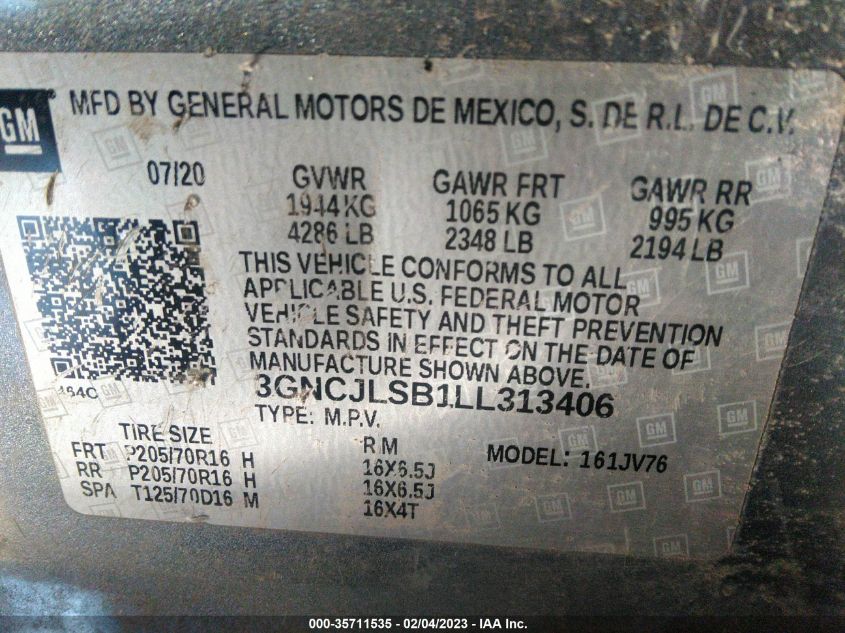 GM
MFD BY GENERAL MOTORS DE MEXICO, S. DE R.L. DE C.V.
07/20 GVWR GAWR FRT GAWR RR
1944 KG 1065 KG 995 KG
4286 LB 2348 LB 2194 LB
THIS VEHICLE CONFORMS TO ALL
APPLICABLE U.S. FEDERAL MOTOR
VEHICLE SAFETY AND THEFT PREVENTION
STANDARDS IN EFFECT ON THE DATE OF
MANUFACTURE SHOWN ABOVE.
3GNCJLSB1LL313406
TYPE: M.P.V.
TIRE SIZE RIM MODEL: 161JV76
FRT P205/70R16 H 16X6.5J
RR P205/70R16 H 16X6.5J
SPA T125/70D16 M 16X4T
000-35711535 - 02/04/2023 - IAA Inc.